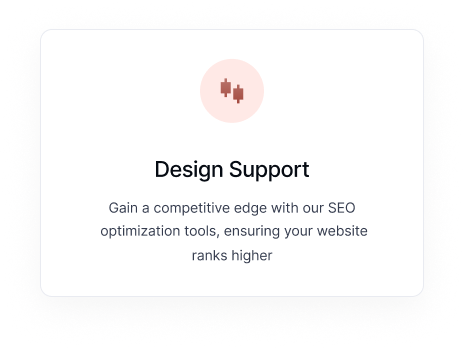 Design Support
Gain a competitive edge with our SEO
optimization tools, ensuring your website
ranks higher